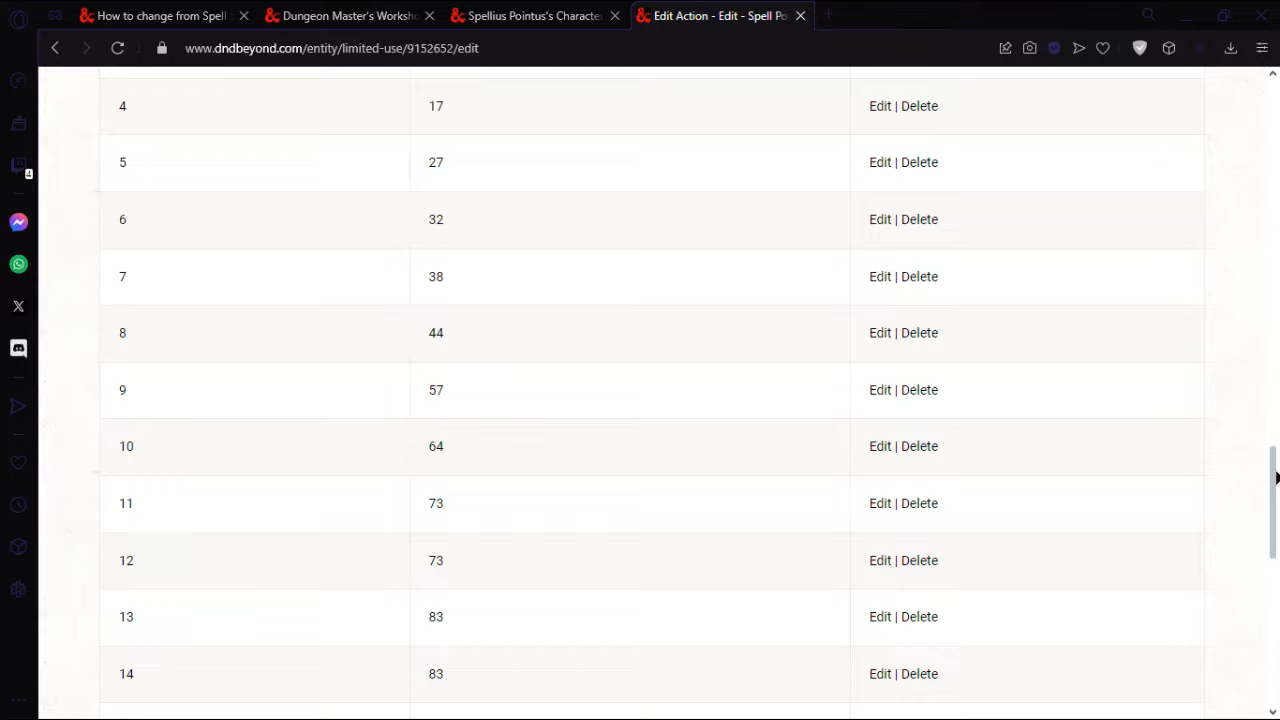 How to change from Spell
Dungeon Master's Worksh
Spellius Pointus's Characte
Edit Action - Edit - Spell Po
www.dndbeyond.com/entity/limited-use/9152652/edit
4 17 Edit | Delete
4
5 27 Edit | Delete
6 32 Edit | Delete
7 38 Edit | Delete
8 44 Edit | Delete
9 57 Edit | Delete
10 64 Edit | Delete
11 73 Edit | Delete
12 73 Edit | Delete
13 83 Edit | Delete
14 83 Edit | Delete